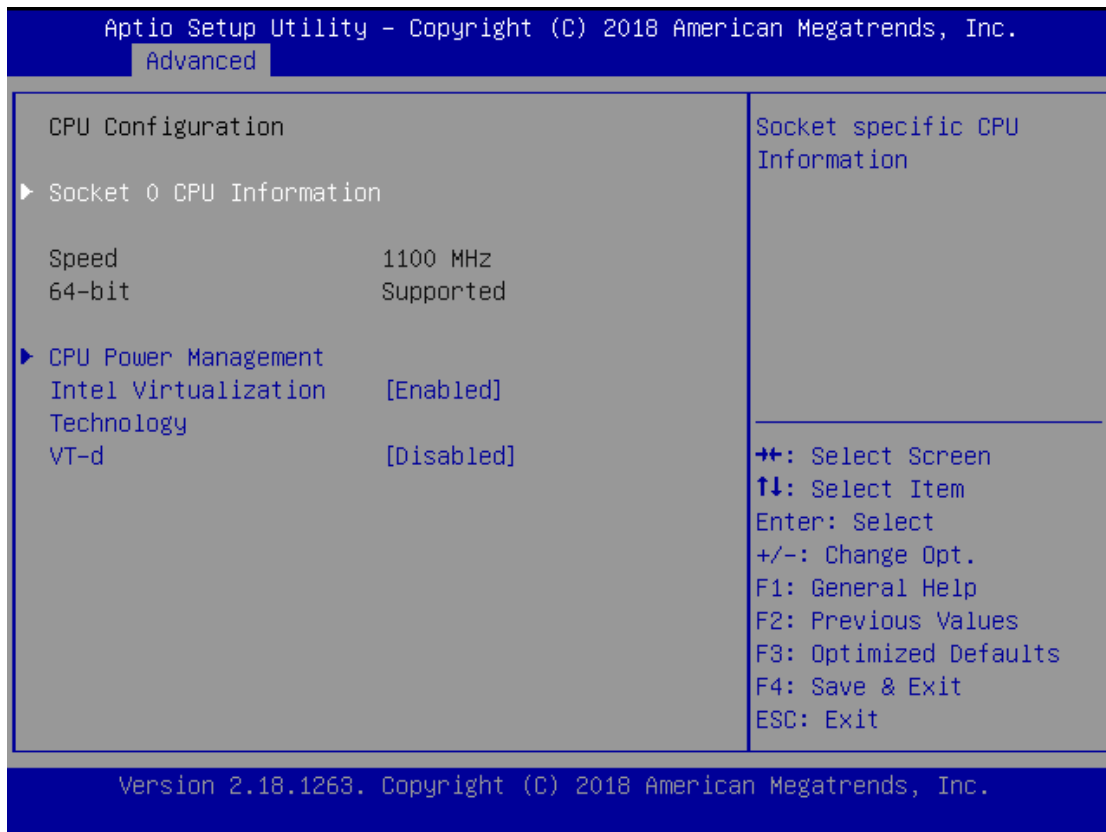 Aptio Setup Utility – Copyright (C) 2018 American Megatrends, Inc.
Advanced
CPU Configuration
Socket 0 CPU Information
Speed 1100 MHz
64-bit Supported
CPU Power Management
Intel Virtualization [Enabled]
Technology
VT-d [Disabled]
Socket specific CPU
Information
→←: Select Screen
↑↓: Select Item
Enter: Select
+/-: Change Opt.
F1: General Help
F2: Previous Values
F3: Optimized Defaults
F4: Save & Exit
ESC: Exit
Version 2.18.1263. Copyright (C) 2018 American Megatrends, Inc.